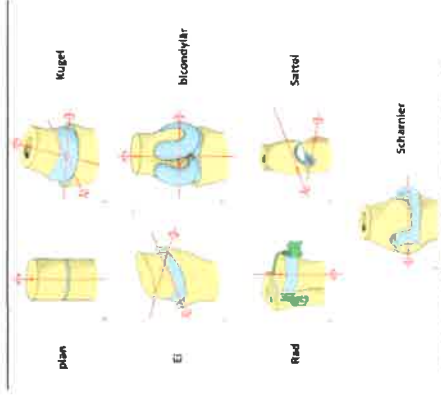 plan
Kugel
Ei
bicondylär
Rad
Sattel
Scharnier